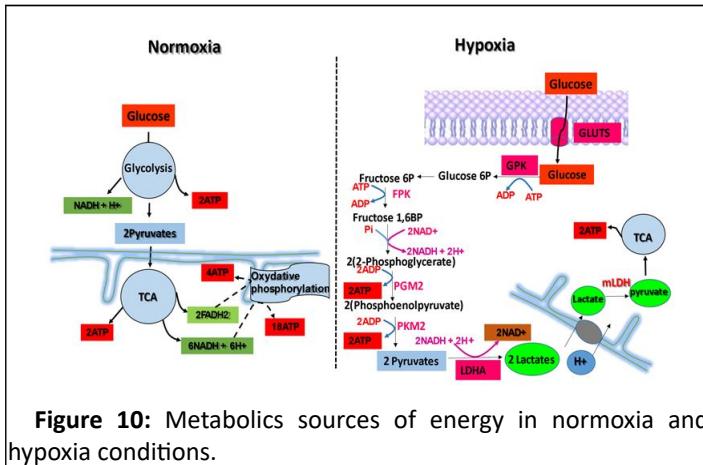 Normoxia
Glucose
Glycolysis
NADH + H+
2ATP
2Pyruvates
4ATP
Oxydative
phosphorylation
TCA
2FADH2
2ATP
18ATP
6NADH + 6H+
Hypoxia
Glucose
GLUTS
GPK
Fructose 6P
Glucose 6P
Glucose
ATP
FPK
ADP
ADP
ATP
Fructose 1,6BP
Pi
2NAD+
2NADH + 2H+
2(2-Phosphoglycerate)
2ADP
PGM2
2ATP
2(Phosphoenolpyruvate)
2ADP
PKM2
2ATP
2NADH + 2H+
2NAD+
2 Pyruvates
LDHA
2 Lactates
H+
Lactate
mLDH
pyruvate
TCA
2ATP
Figure 10: Metabolics sources of energy in normoxia and
hypoxia conditions.